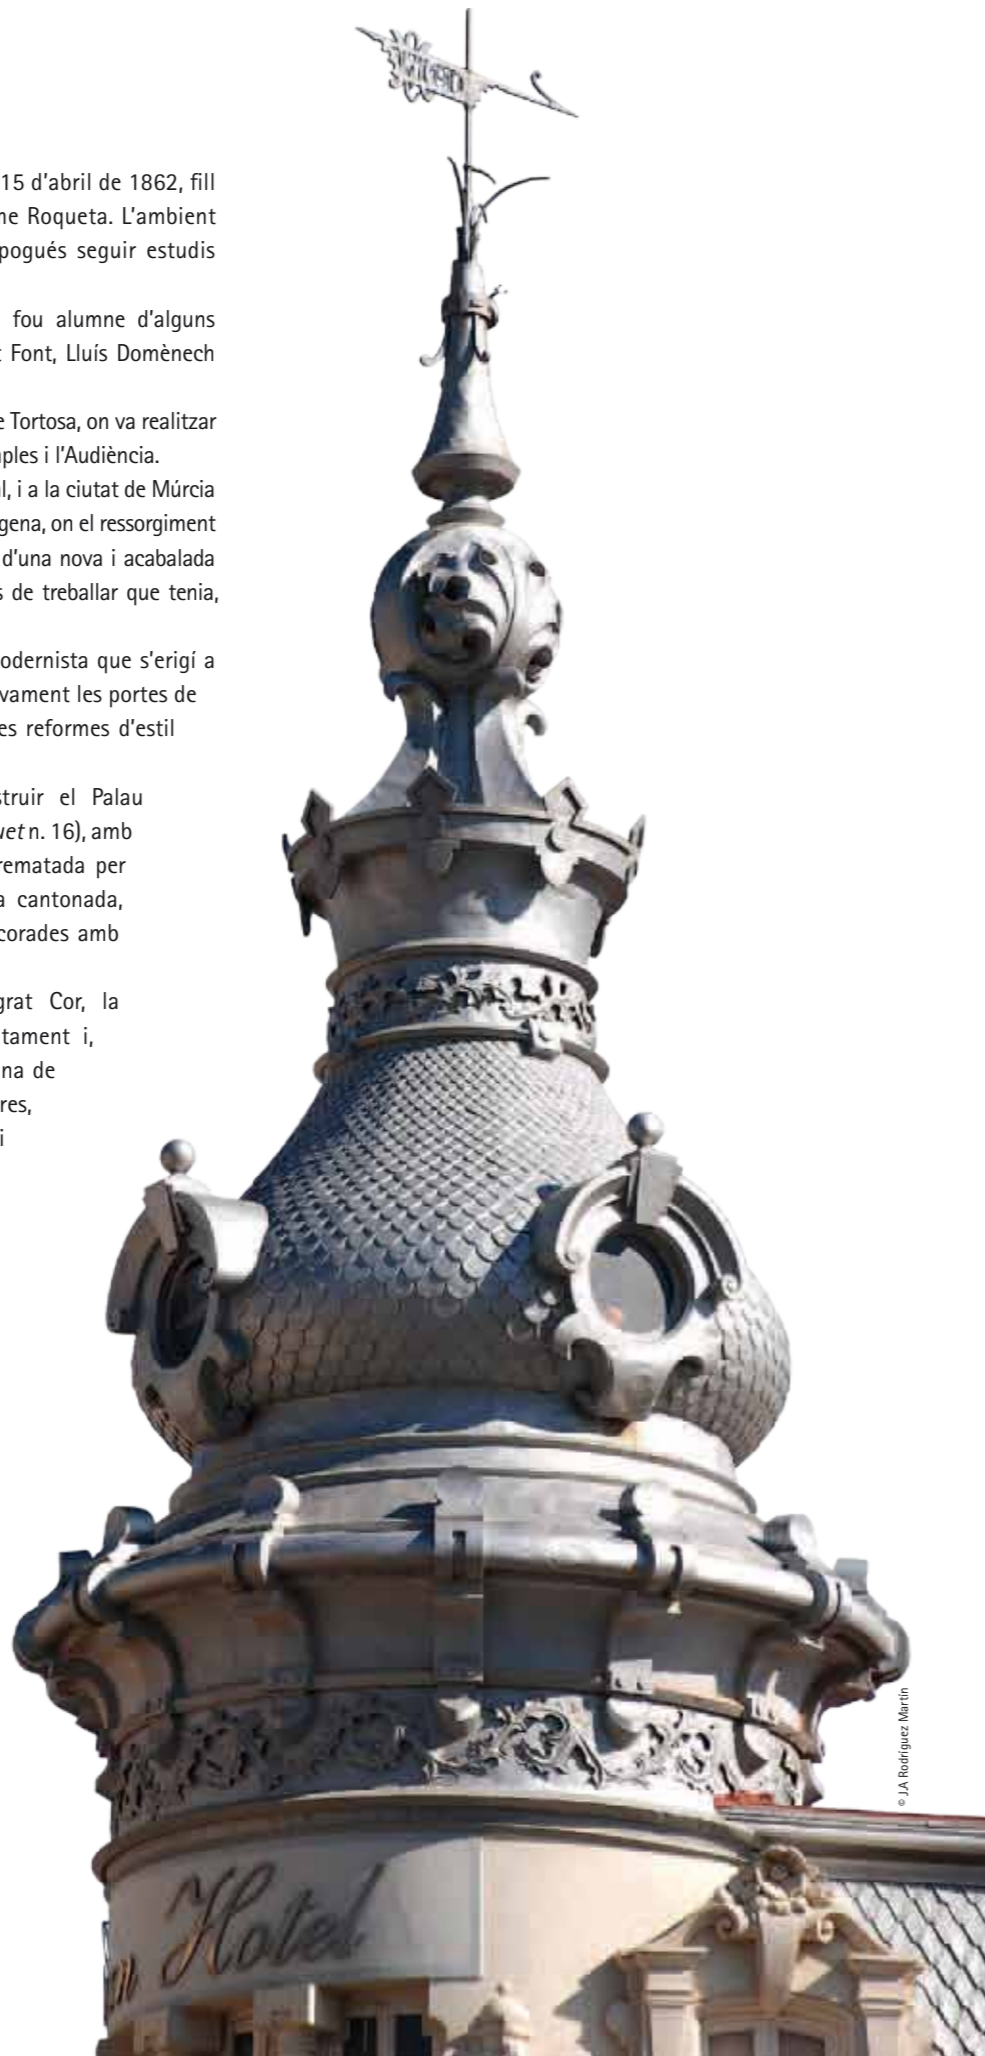 15 d'abril de 1862, fill
ne Roqueta. L'ambient
pogués seguir estudis
fou alumne d'alguns
Font, Lluís Domènech
e Tortosa, on va realitzar
ples i l'Audiència.
l, i a la ciutat de Múrcia
gena, on el ressorgiment
d'una nova i acabalada
s de treballar que tenia,
odernista que s'erigí a
vament les portes de
es reformes d'estil
struir el Palau
uet n. 16), amb
rematada per
a cantonada,
corades amb
grat Cor, la
tament i,
na de
res,
i
© J.A Rodríguez Martín
Hotel